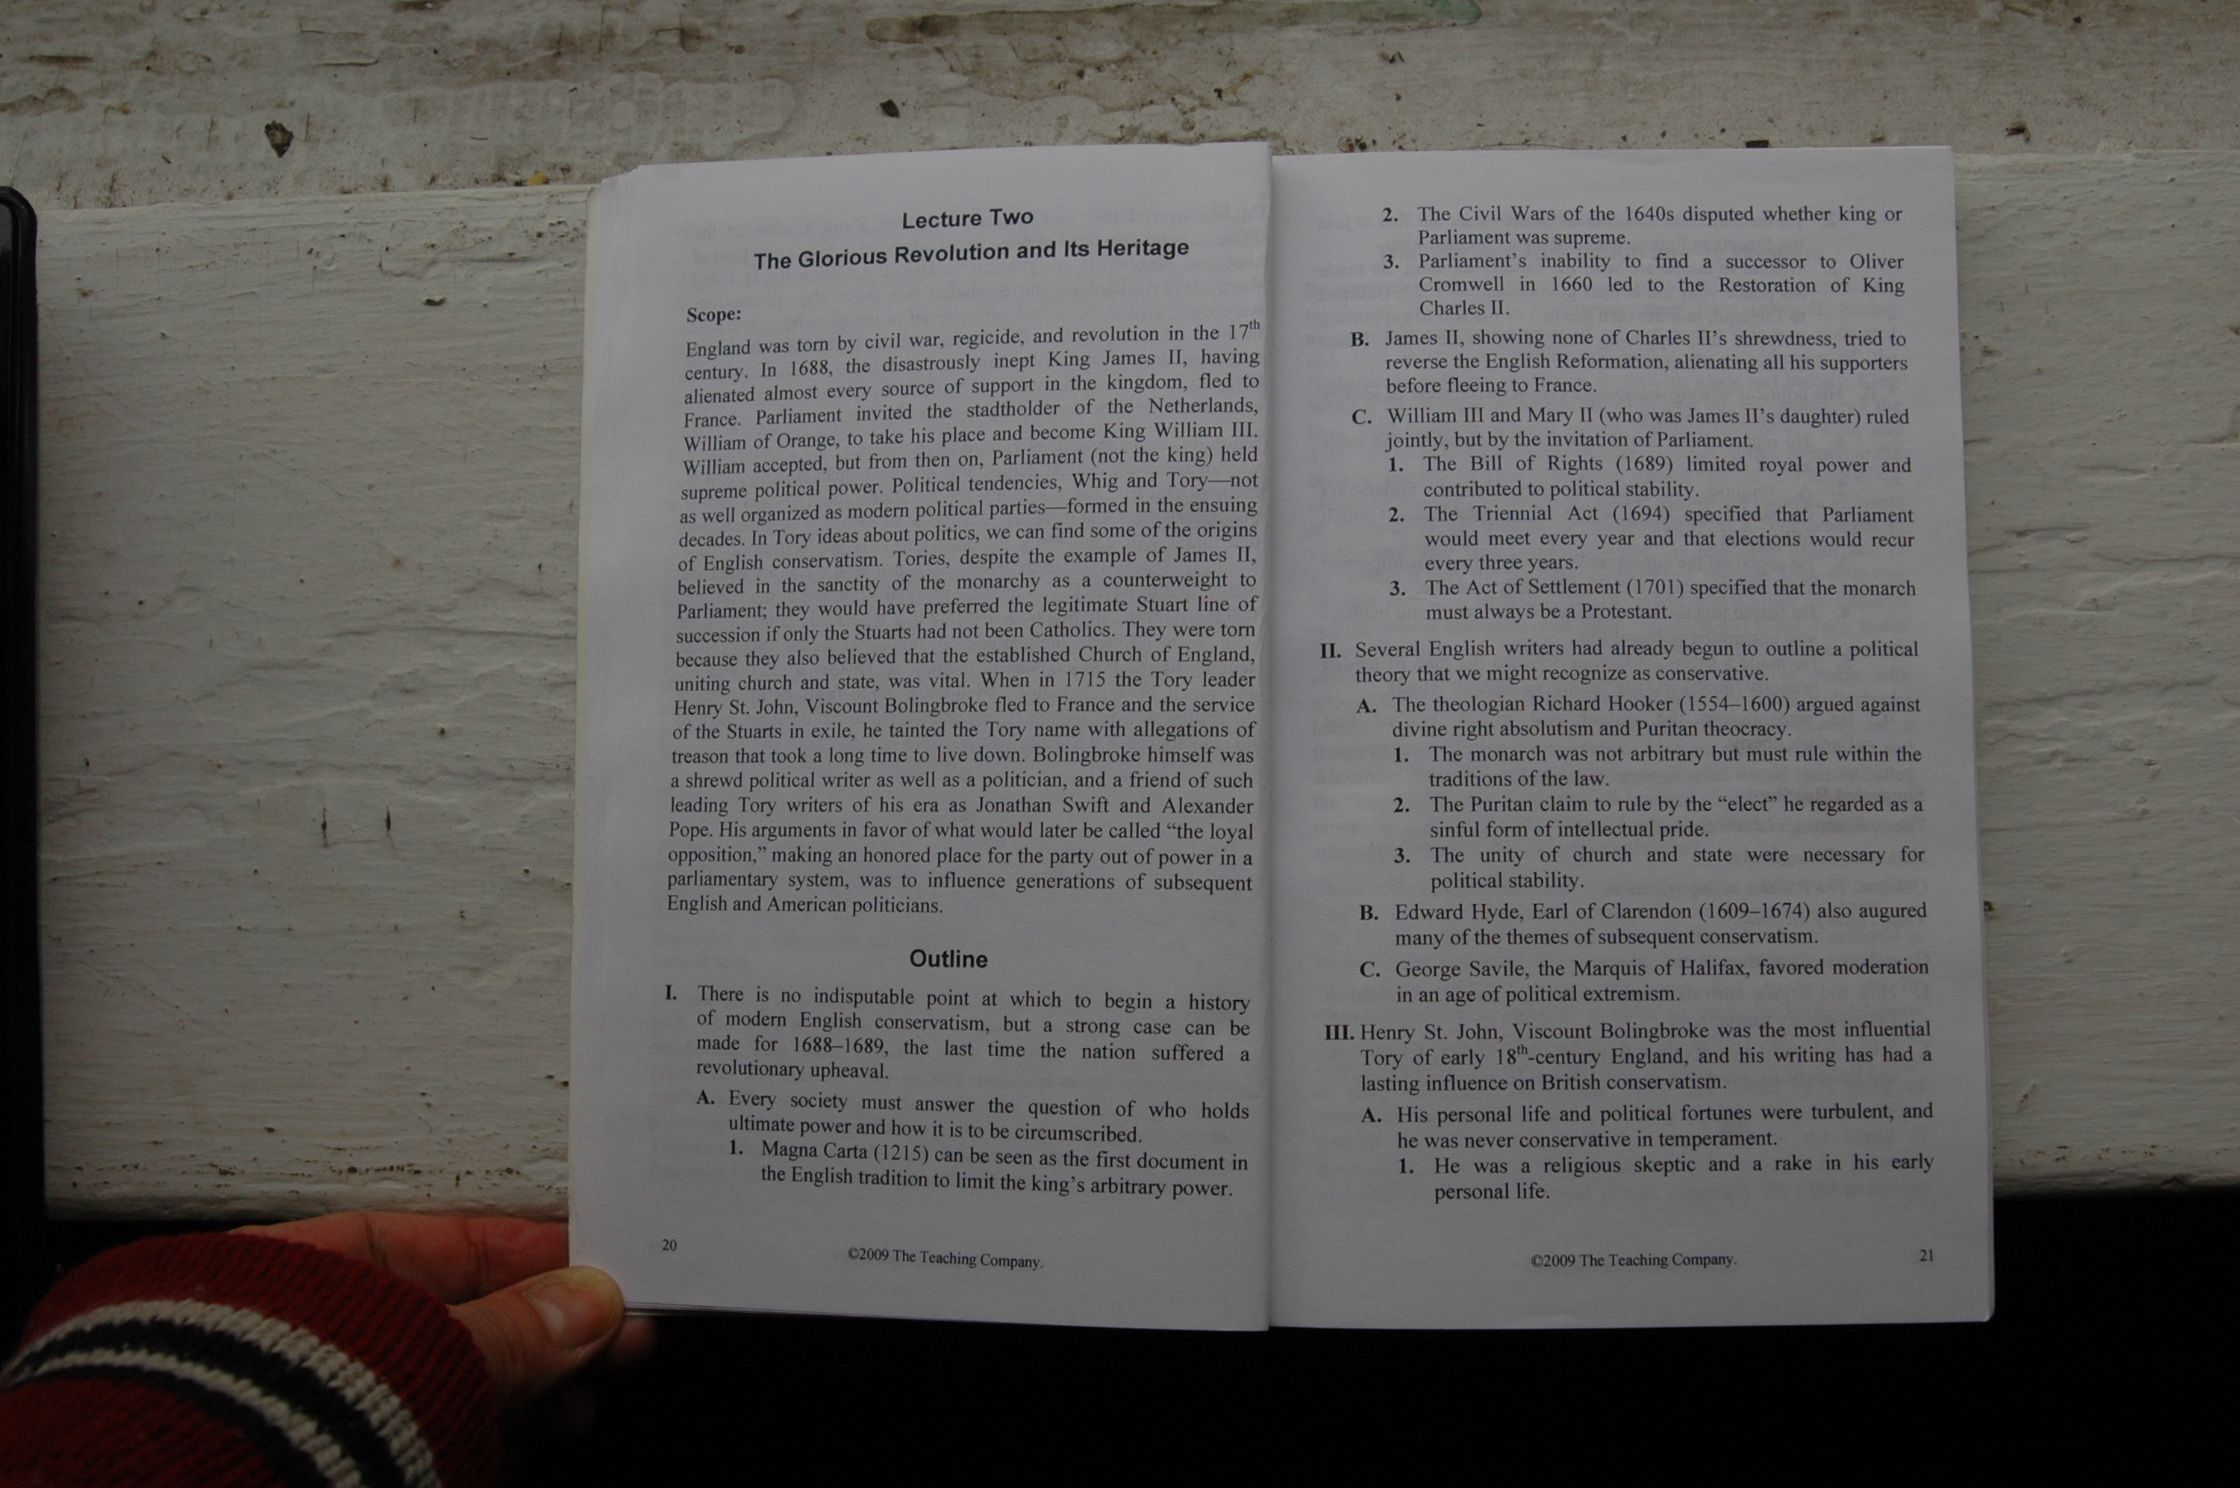 Lecture Two
The Glorious Revolution and Its Heritage
Scope:
England was torn by civil war, regicide, and revolution in the 17th
century. In 1688, the disastrously inept King James II, having
alienated almost every source of support in the kingdom, fled to
France. Parliament invited the stadtholder of the Netherlands,
William of Orange, to take his place and become King William III.
William accepted, but from then on, Parliament (not the king) held
supreme political power. Political tendencies, Whig and Tory—not
as well organized as modern political parties—formed in the ensuing
decades. In Tory ideas about politics, we can find some of the origins
of English conservatism. Tories, despite the example of James II,
believed in the sanctity of the monarchy as a counterweight to
Parliament; they would have preferred the legitimate Stuart line of
succession if only the Stuarts had not been Catholics. They were torn
because they also believed that the established Church of England,
uniting church and state, was vital. When in 1715 the Tory leader
Henry St. John, Viscount Bolingbroke fled to France and the service
of the Stuarts in exile, he tainted the Tory name with allegations of
treason that took a long time to live down. Bolingbroke himself was
a shrewd political writer as well as a politician, and a friend of such
leading Tory writers of his era as Jonathan Swift and Alexander
Pope. His arguments in favor of what would later be called “the loyal
opposition,” making an honored place for the party out of power in a
parliamentary system, was to influence generations of subsequent
English and American politicians.
Outline
I. There is no indisputable point at which to begin a history
of modern English conservatism, but a strong case can be
made for 1688–1689, the last time the nation suffered a
revolutionary upheaval.
A. Every society must answer the question of who holds
ultimate power and how it is to be circumscribed.
1. Magna Carta (1215) can be seen as the first document in
the English tradition to limit the king’s arbitrary power.
20
©2009 The Teaching Company.
2. The Civil Wars of the 1640s disputed whether king or
Parliament was supreme.
3. Parliament’s inability to find a successor to Oliver
Cromwell in 1660 led to the Restoration of King
Charles II.
B. James II, showing none of Charles II’s shrewdness, tried to
reverse the English Reformation, alienating all his supporters
before fleeing to France.
C. William III and Mary II (who was James II’s daughter) ruled
jointly, but by the invitation of Parliament.
1. The Bill of Rights (1689) limited royal power and
contributed to political stability.
2. The Triennial Act (1694) specified that Parliament
would meet every year and that elections would recur
every three years.
3. The Act of Settlement (1701) specified that the monarch
must always be a Protestant.
II. Several English writers had already begun to outline a political
theory that we might recognize as conservative.
A. The theologian Richard Hooker (1554–1600) argued against
divine right absolutism and Puritan theocracy.
1. The monarch was not arbitrary but must rule within the
traditions of the law.
2. The Puritan claim to rule by the “elect” he regarded as a
sinful form of intellectual pride.
3. The unity of church and state were necessary for
political stability.
B. Edward Hyde, Earl of Clarendon (1609–1674) also augured
many of the themes of subsequent conservatism.
C. George Savile, the Marquis of Halifax, favored moderation
in an age of political extremism.
III. Henry St. John, Viscount Bolingbroke was the most influential
Tory of early 18th-century England, and his writing has had a
lasting influence on British conservatism.
A. His personal life and political fortunes were turbulent, and
he was never conservative in temperament.
1. He was a religious skeptic and a rake in his early
personal life.
©2009 The Teaching Company.
21